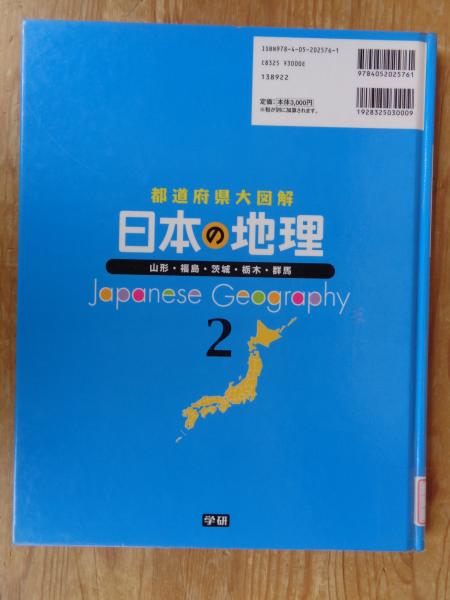 ISBN978-4-05-202576-1
C8325 ¥3000E
138922
定価:本体3,000円
※税が別に加算されます。
9784052025761
1928325030009
都道府県大図解
日本の地理
山形・福島・茨城・栃木・群馬
Japanese Geography
2
学研